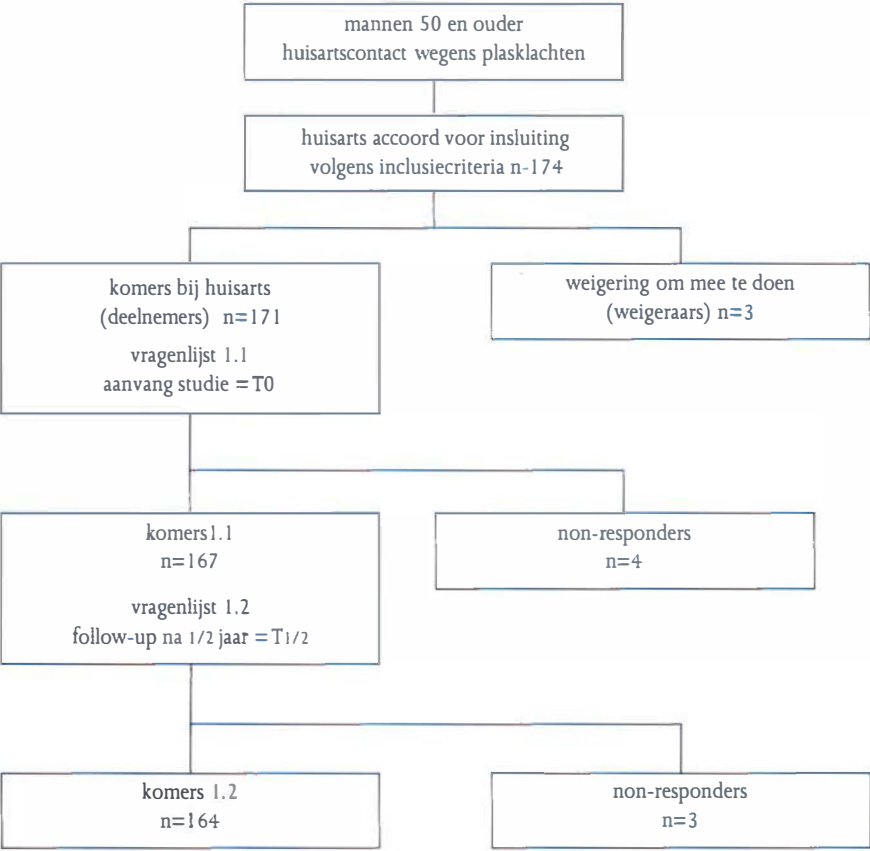 mannen 50 en ouder
huisartscontact wegens plasklachten
huisarts accoord voor insluiting
volgens inclusiecriteria n-174
komers bij huisarts
(deelnemers) n=171
vragenlijst 1.1
aanvang studie =T0
weigering om mee te doen
(weigeraars) n=3
komers1.1
n=167
vragenlijst 1.2
follow-up na 1/2 jaar =T1/2
non-responders
n=4
komers 1.2
n=164
non-responders
n=3